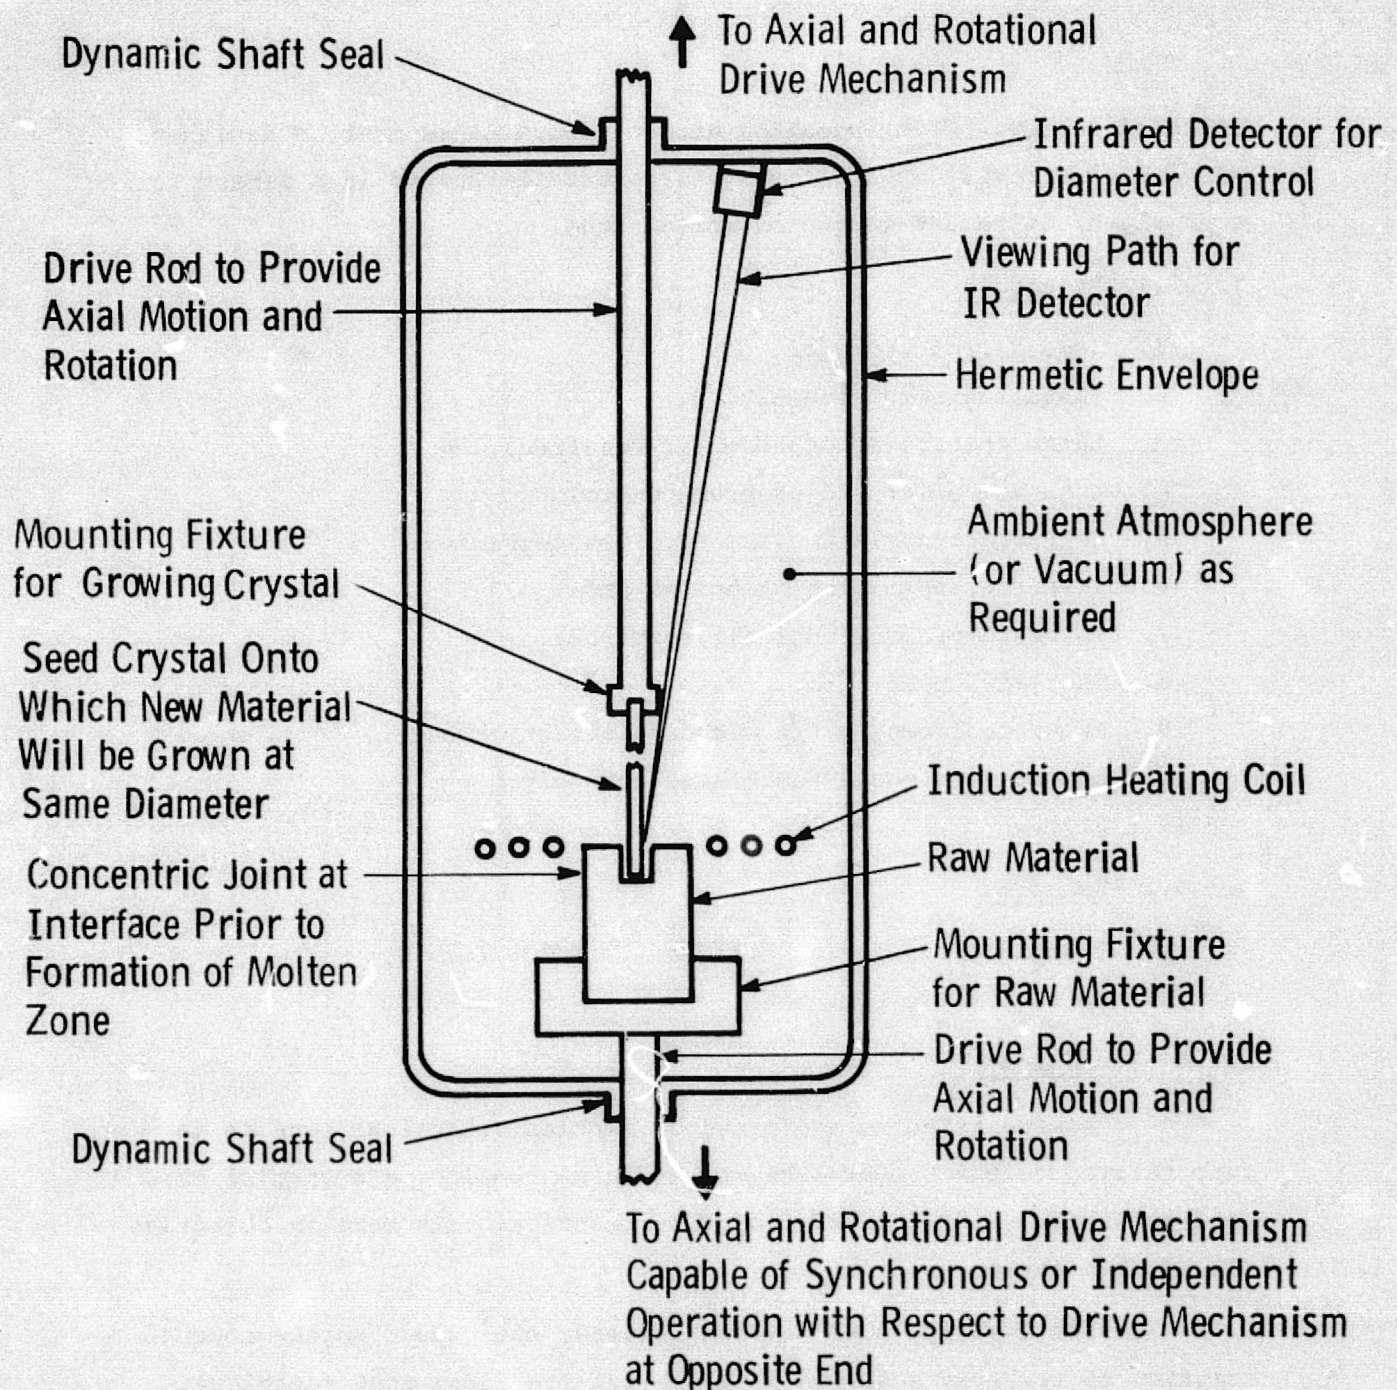 Dynamic Shaft Seal
To Axial and Rotational
Drive Mechanism
Infrared Detector for
Diameter Control
Drive Rod to Provide
Axial Motion and
Rotation
Viewing Path for
IR Detector
Hermetic Envelope
Mounting Fixture
for Growing Crystal
Ambient Atmosphere
(or Vacuum) as
Required
Seed Crystal Onto
Which New Material
Will be Grown at
Same Diameter
Induction Heating Coil
Raw Material
Concentric Joint at
Interface Prior to
Formation of Molten
Zone
Mounting Fixture
for Raw Material
Drive Rod to Provide
Axial Motion and
Rotation
Dynamic Shaft Seal
To Axial and Rotational Drive Mechanism
Capable of Synchronous or Independent
Operation with Respect to Drive Mechanism
at Opposite End